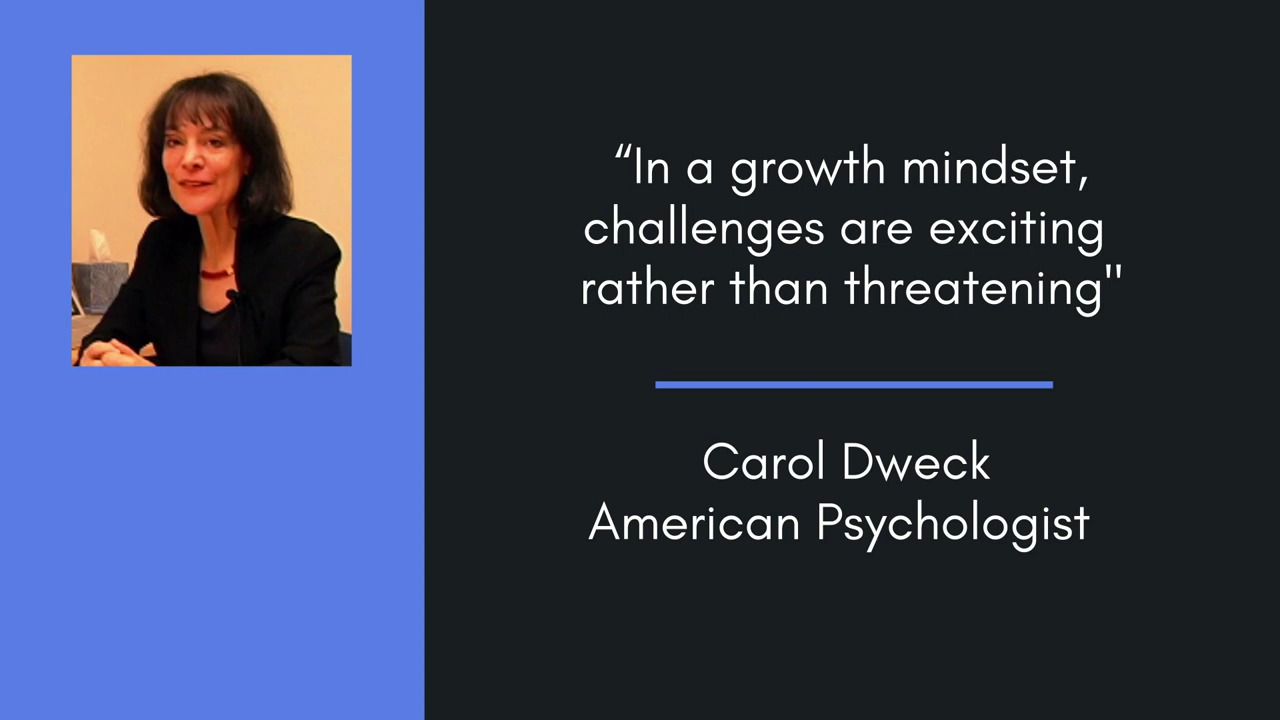 “In a growth mindset,
challenges are exciting
rather than threatening"
Carol Dweck
American Psychologist